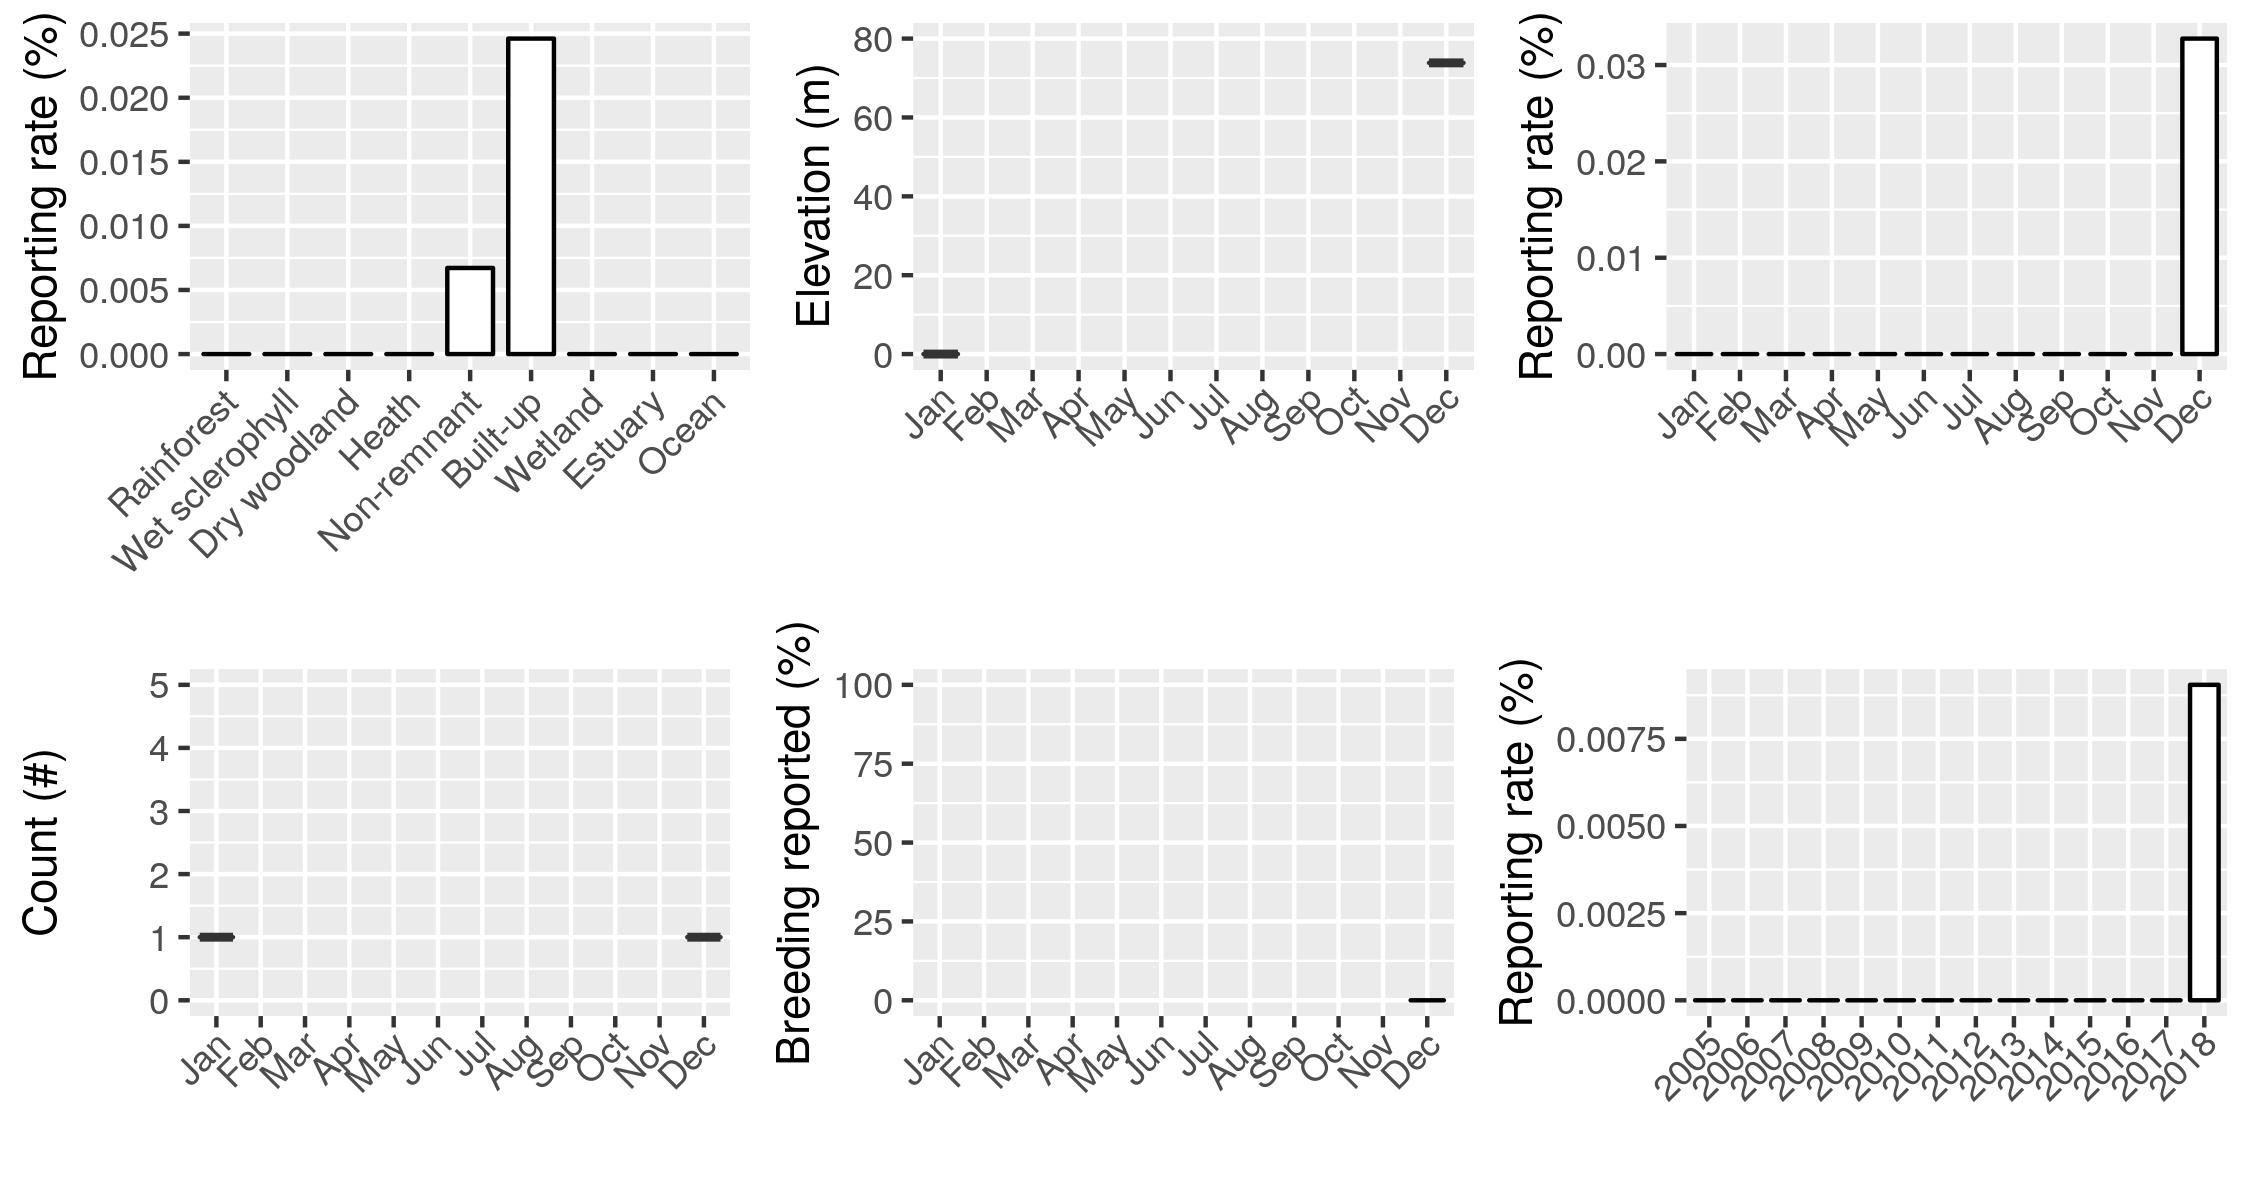 Reporting rate (%)
0.025
0.020
0.015
0.010
0.005
0.000
Rainforest
Wet sclerophyll
Dry woodland
Heath
Non-remnant
Built-up
Wetland
Estuary
Ocean
Elevation (m)
80
60
40
20
0
Jan
Feb
Mar
Apr
May
Jun
Jul
Aug
Sep
Oct
Nov
Dec
Reporting rate (%)
0.03
0.02
0.01
0.00
Jan
Feb
Mar
Apr
May
Jun
Jul
Aug
Sep
Oct
Nov
Dec
Count (#)
5
4
3
2
1
0
Jan
Feb
Mar
Apr
May
Jun
Jul
Aug
Sep
Oct
Nov
Dec
Breeding reported (%)
100
75
50
25
0
Jan
Feb
Mar
Apr
May
Jun
Jul
Aug
Sep
Oct
Nov
Dec
Reporting rate (%)
0.0075
0.0050
0.0025
0.0000
2005
2006
2007
2008
2009
2010
2011
2012
2013
2014
2015
2016
2017
2018